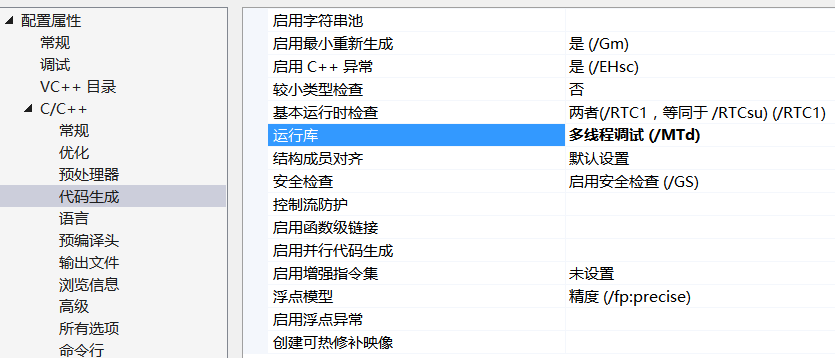 配置属性
常规
调试
VC++ 目录
C/C++
常规
优化
预处理器
代码生成
语言
预编译头
输出文件
浏览信息
高级
所有选项
命令行
启用字符串池
启用最小重新生成 是 (/Gm)
启用 C++ 异常 是 (/EHsc)
较小类型检查 否
基本运行时检查 两者(/RTC1，等同于 /RTCsu) (/RTC1)
运行库 多线程调试 (/MTd)
结构成员对齐 默认设置
安全检查 启用安全检查 (/GS)
控制流防护
启用函数级链接
启用并行代码生成
启用增强指令集 未设置
浮点模型 精度 (/fp:precise)
启用浮点异常
创建可热修补映像